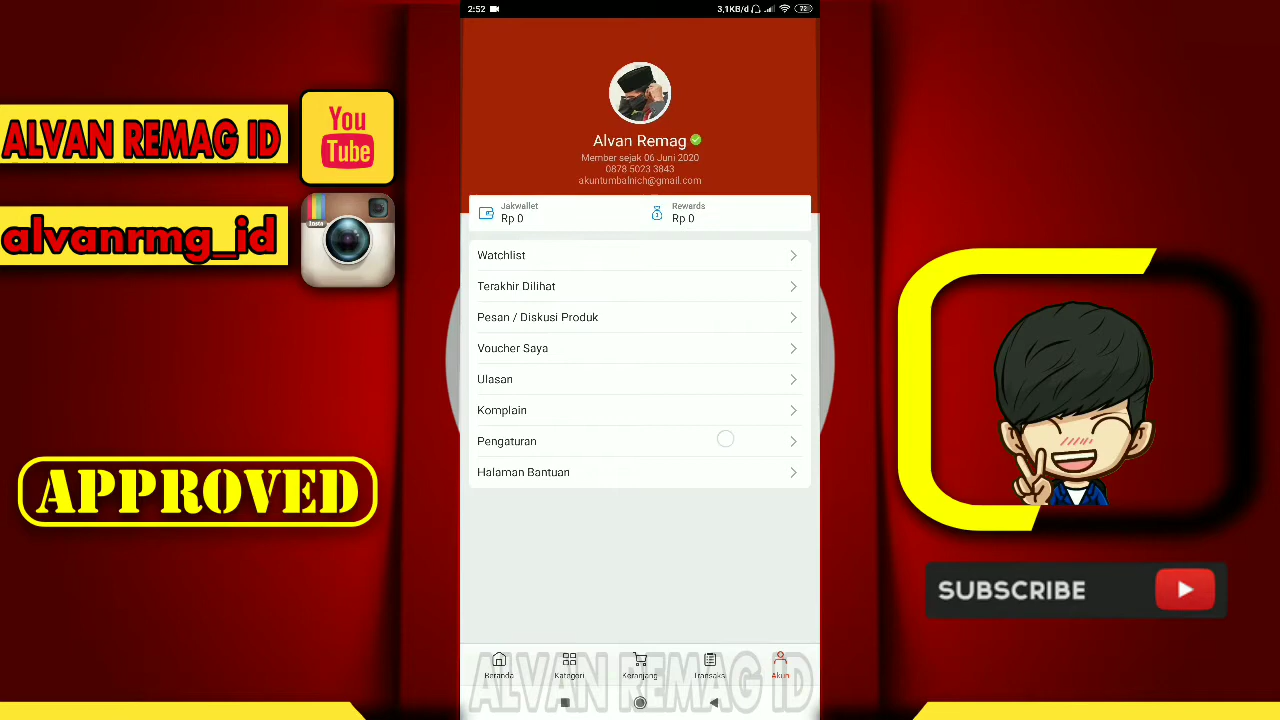 2:52
3,1KB/d
72
ALVAN REMAG ID
You
Tube
alvanrmg_id
Insta
APPROVED
Alvan Remag
Member sejak 06 Juni 2020
0878 5023 3843
akuntumbalnich@gmail.com
Jakwallet
Rp 0
Rewards
Rp 0
Watchlist
Terakhir Dilihat
Pesan / Diskusi Produk
Voucher Saya
Ulasan
Komplain
Pengaturan
Halaman Bantuan
SUBSCRIBE
Beranda
Kategori
Keranjang
Transaksi
Akun
ALVAN REMAG ID